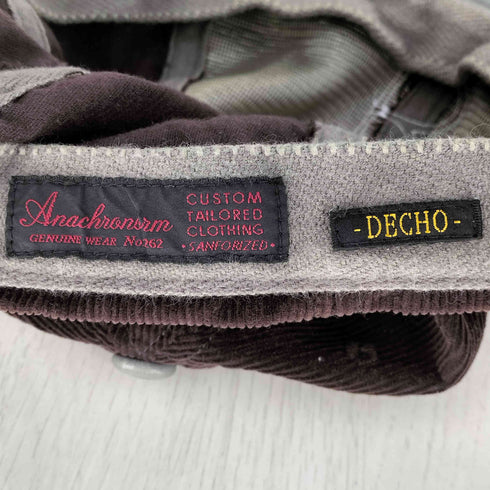 Anachronorm
GENUINE WEAR No262
CUSTOM
TAILORED
CLOTHING
• SANFORIZED •
- DECHO -